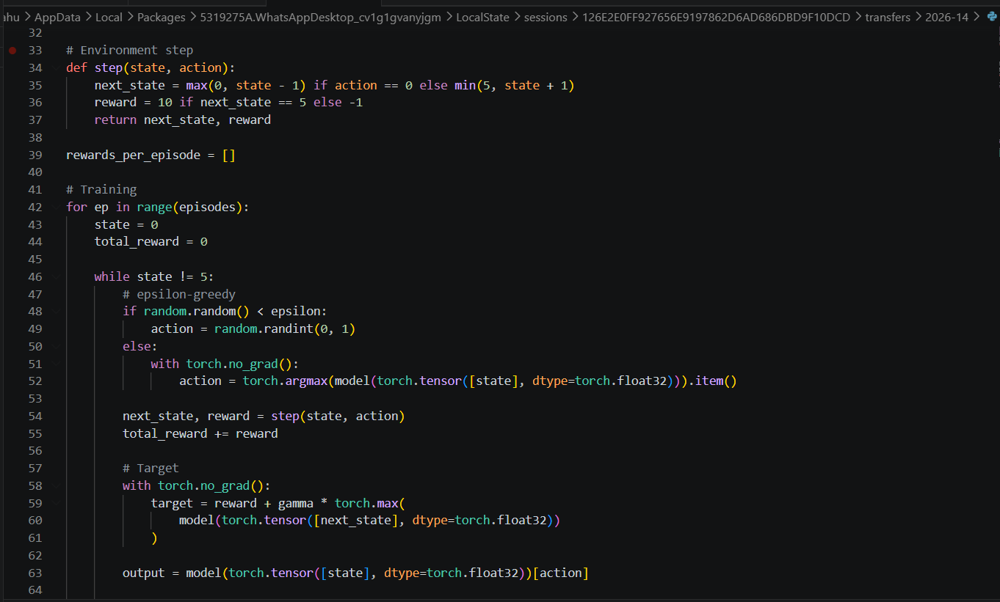 ahu > AppData > Local > Packages > 5319275A.WhatsAppDesktop_cv1g1gvanyjgm > LocalState > sessions > 126E2E0FF927656E9197862D6AD686DBD9F10DCD > transfers > 2026-14 >
32
33 # Environment step
34 def step(state, action):
35     next_state = max(0, state - 1) if action == 0 else min(5, state + 1)
36     reward = 10 if next_state == 5 else -1
37     return next_state, reward
38
39 rewards_per_episode = []
40
41 # Training
42 for ep in range(episodes):
43     state = 0
44     total_reward = 0
45
46     while state != 5:
47         # epsilon-greedy
48         if random.random() < epsilon:
49             action = random.randint(0, 1)
50         else:
51             with torch.no_grad():
52                 action = torch.argmax(model(torch.tensor([state], dtype=torch.float32))).item()
53
54         next_state, reward = step(state, action)
55         total_reward += reward
56
57         # Target
58         with torch.no_grad():
59             target = reward + gamma * torch.max(
60                 model(torch.tensor([next_state], dtype=torch.float32))
61             )
62
63         output = model(torch.tensor([state], dtype=torch.float32))[action]
64